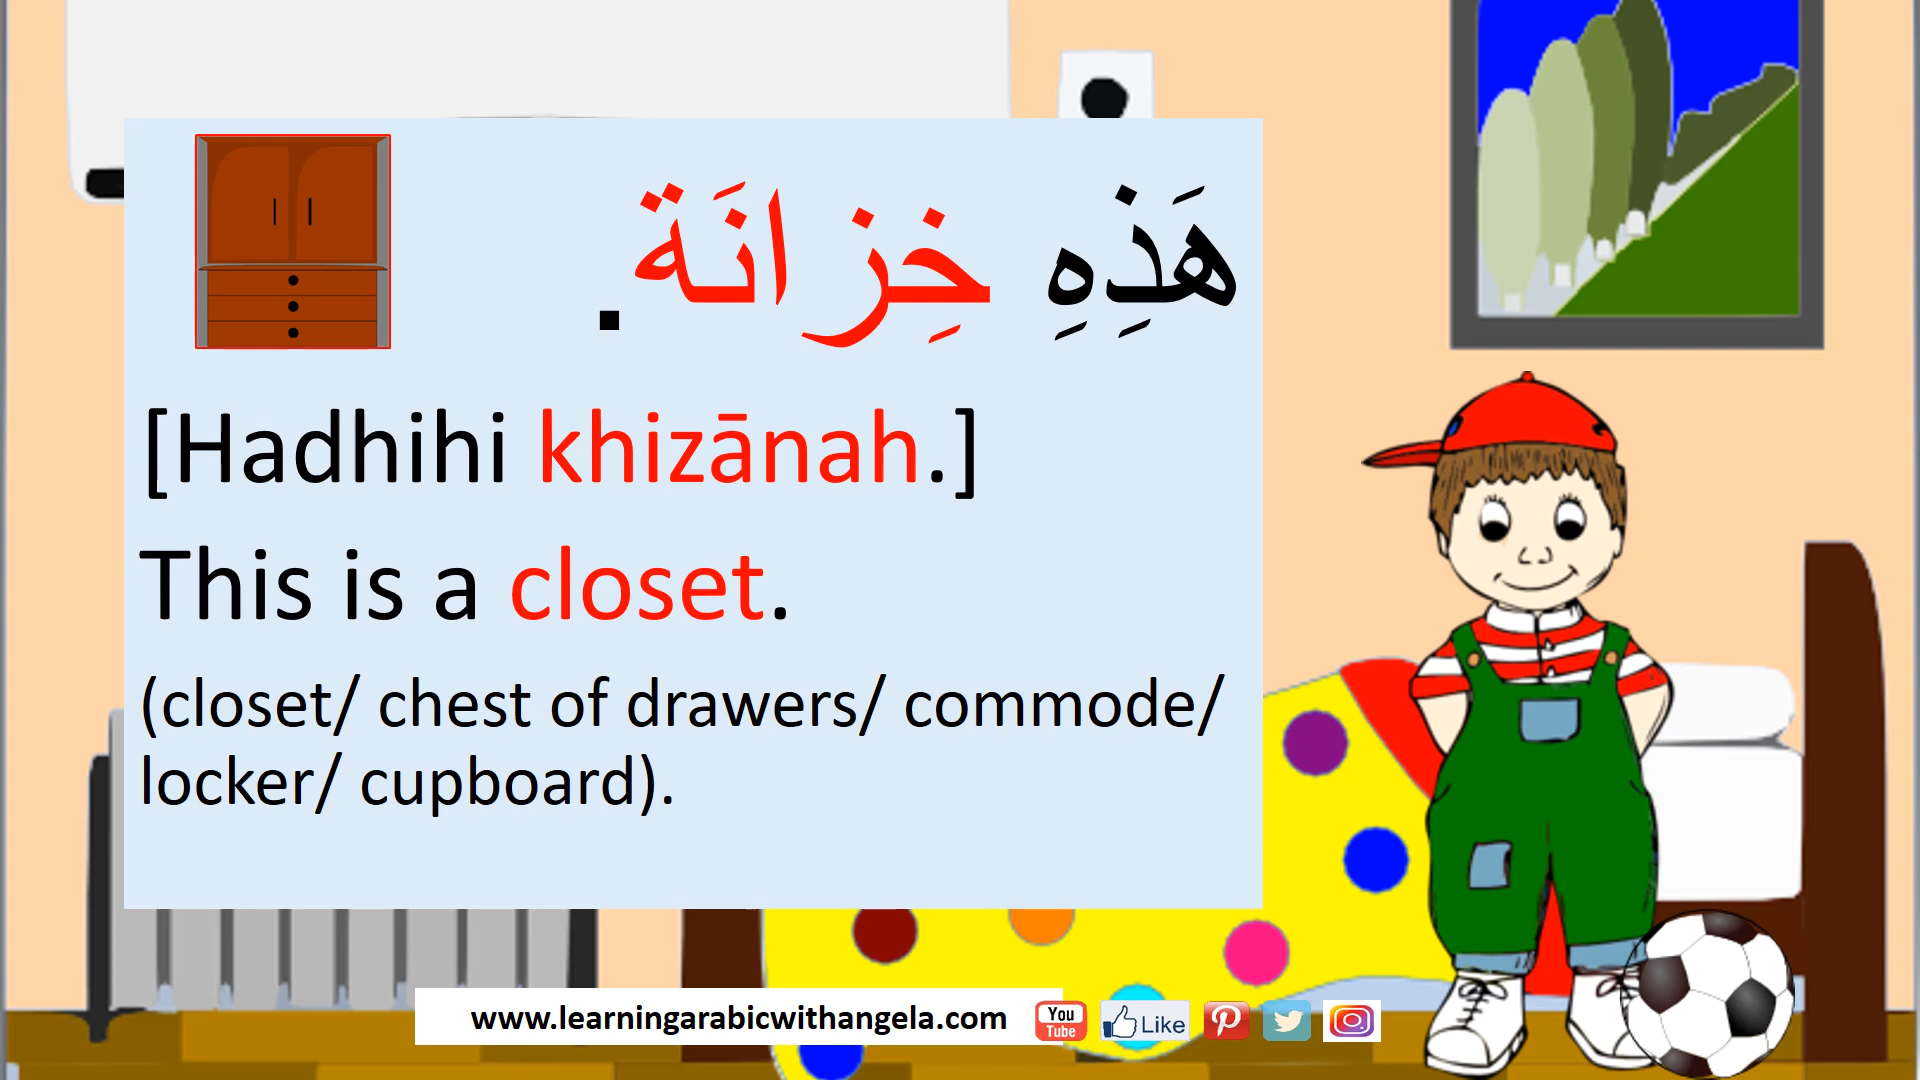 هَذِهِ خِزانَة.
[Hadhihi khizānah.]
This is a closet.
(closet/ chest of drawers/ commode/
locker/ cupboard).
www.learningarabicwithangela.com
You
Tube
Like